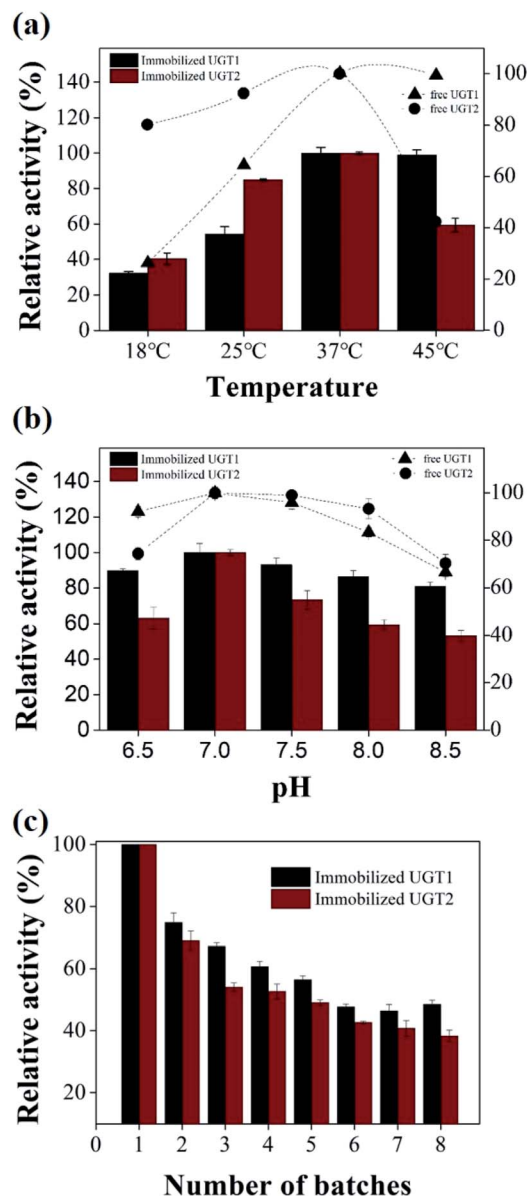 (a)
Immobilized UGT1
Immobilized UGT2
free UGT1
free UGT2
Relative activity (%)
140
120
100
80
60
40
20
0
100
80
60
40
20
0
18°C 25°C 37°C 45°C
Temperature
(b)
Immobilized UGT1
Immobilized UGT2
free UGT1
free UGT2
Relative activity (%)
140
120
100
80
60
40
20
0
100
80
60
40
20
0
6.5 7.0 7.5 8.0 8.5
pH
(c)
Immobilized UGT1
Immobilized UGT2
Relative activity (%)
100
80
60
40
20
0 1 2 3 4 5 6 7 8
Number of batches